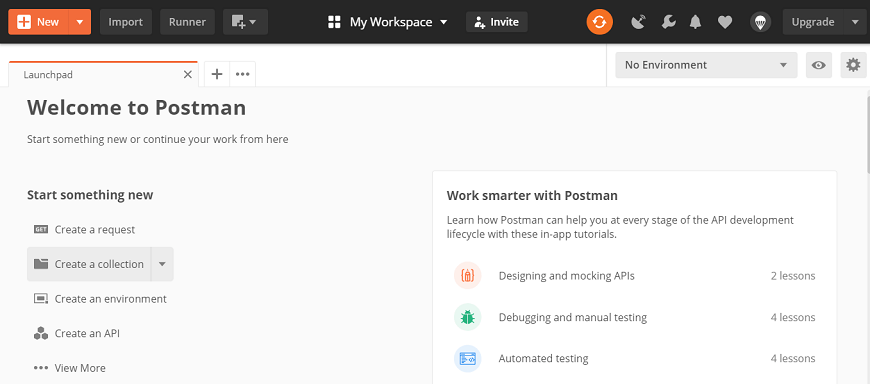 New Import Runner My Workspace Invite Upgrade
Launchpad No Environment
Welcome to Postman
Start something new or continue your work from here
Start something new
GET Create a request
Create a collection
Create an environment
Create an API
View More
Work smarter with Postman
Learn how Postman can help you at every stage of the API development
lifecycle with these in-app tutorials.
Designing and mocking APIs 2 lessons
Debugging and manual testing 4 lessons
Automated testing 4 lessons